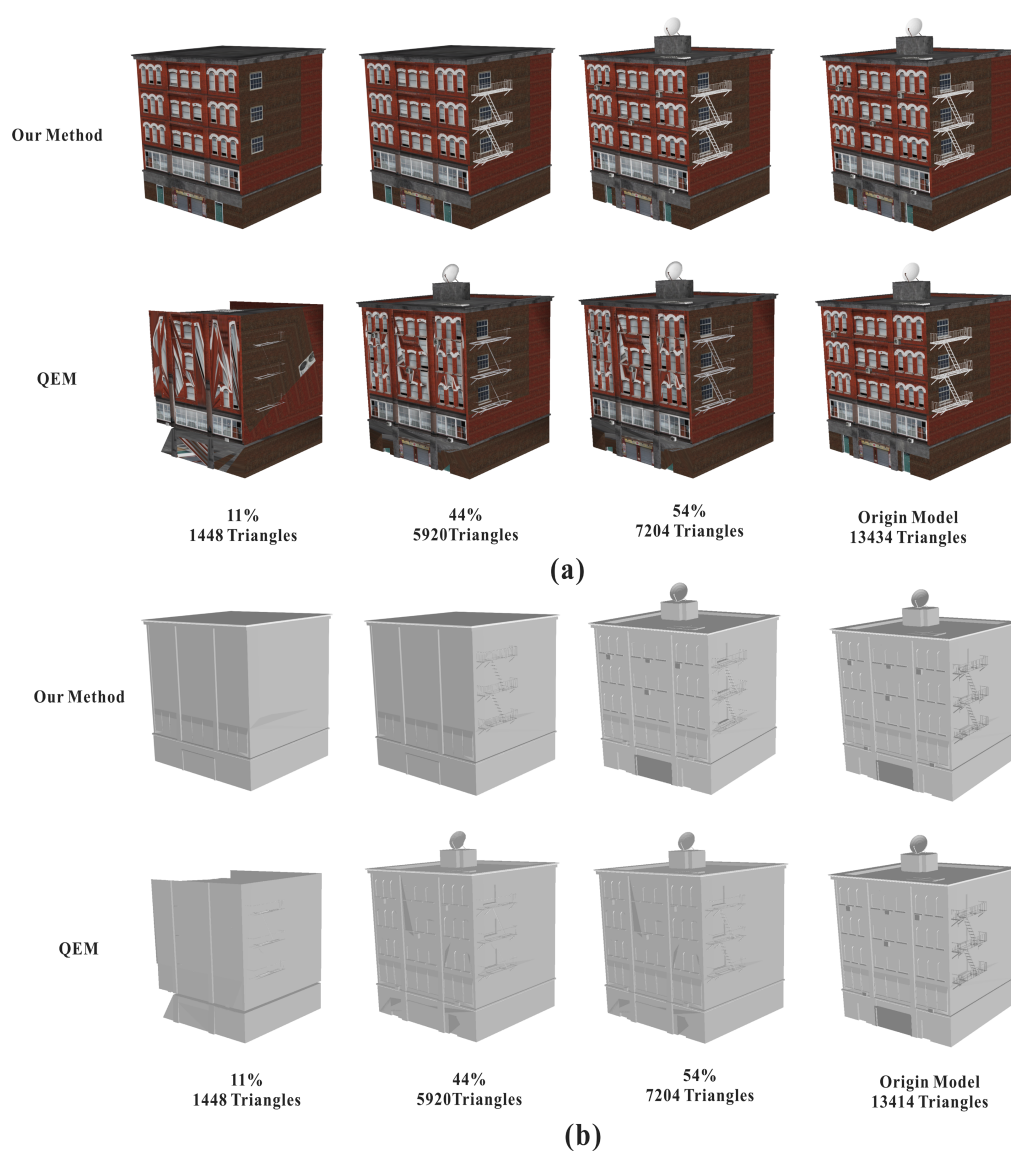 Our Method
QEM
11%
1448 Triangles
44%
5920Triangles
54%
7204 Triangles
Origin Model
13434 Triangles
(a)
Our Method
QEM
11%
1448 Triangles
44%
5920Triangles
54%
7204 Triangles
Origin Model
13414 Triangles
(b)